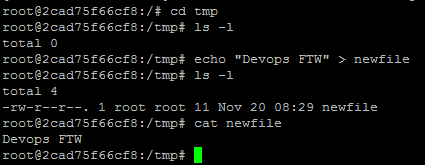 root@2cad75f66cf8:/# cd tmp
root@2cad75f66cf8:/tmp# ls -l
total 0
root@2cad75f66cf8:/tmp# echo "Devops FTW" > newfile
root@2cad75f66cf8:/tmp# ls -l
total 4
-rw-r--r--. 1 root root 11 Nov 20 08:29 newfile
root@2cad75f66cf8:/tmp# cat newfile
Devops FTW
root@2cad75f66cf8:/tmp#